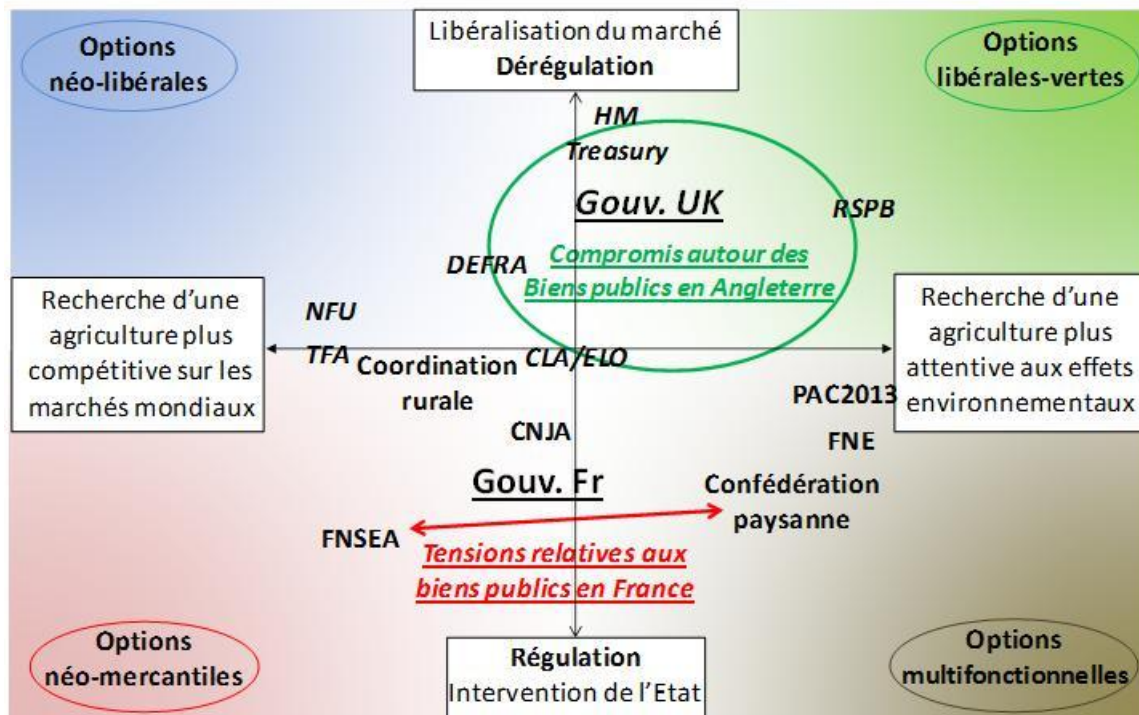 Options
néo-libérales
Libéralisation du marché
Dérégulation
Options
libérales-vertes
HM
Treasury
Gouv. UK
RSPB
Compromis autour des
Biens publics en Angleterre
DEFRA
Recherche d’une
agriculture plus
compétitive sur les
marchés mondiaux
NFU
TFA
Coordination
rurale
CLA/ELO
Recherche d’une
agriculture plus
attentive aux effets
environnementaux
PAC2013
CNJA
FNE
Gouv. Fr
Confédération
paysanne
FNSEA
Tensions relatives aux
biens publics en France
Options
néo-mercantiles
Régulation
Intervention de l’Etat
Options
multifonctionnelles